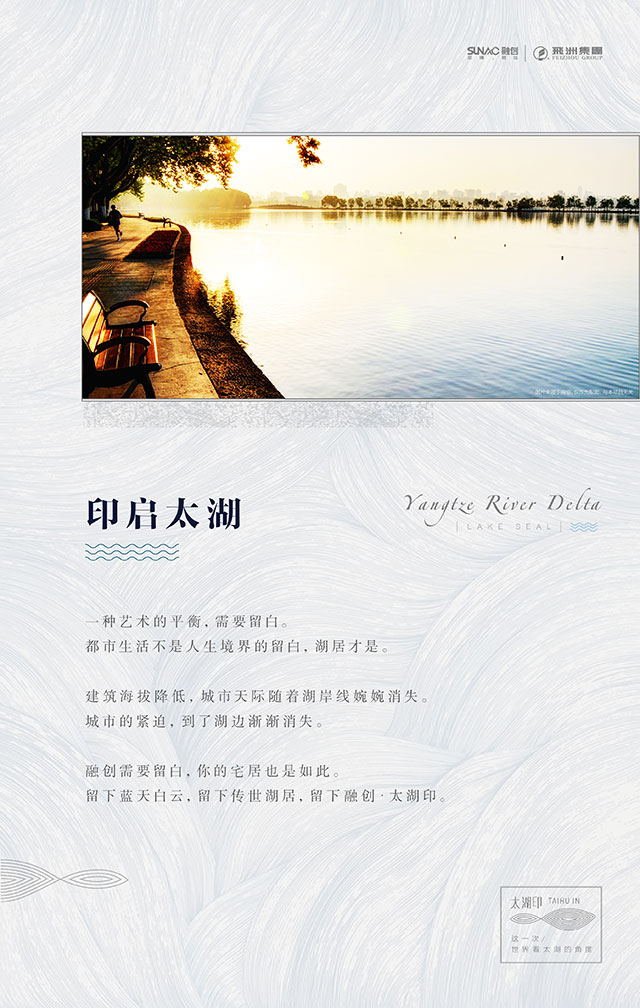 SUNAC 融创
飛洲集團
FEIZHOU GROUP
印启太湖
Yangtze River Delta
LAKE SEAL
一种艺术的平衡，需要留白。
都市生活不是人生境界的留白，湖居才是。
建筑海拔降低，城市天际随着湖岸线婉婉消失。
城市的紧迫，到了湖边渐渐消失。
融创需要留白，你的宅居也是如此。
留下蓝天白云，留下传世湖居，留下融创·太湖印。
太湖印 TAIHU IN
这一次/
世界看太湖的角度